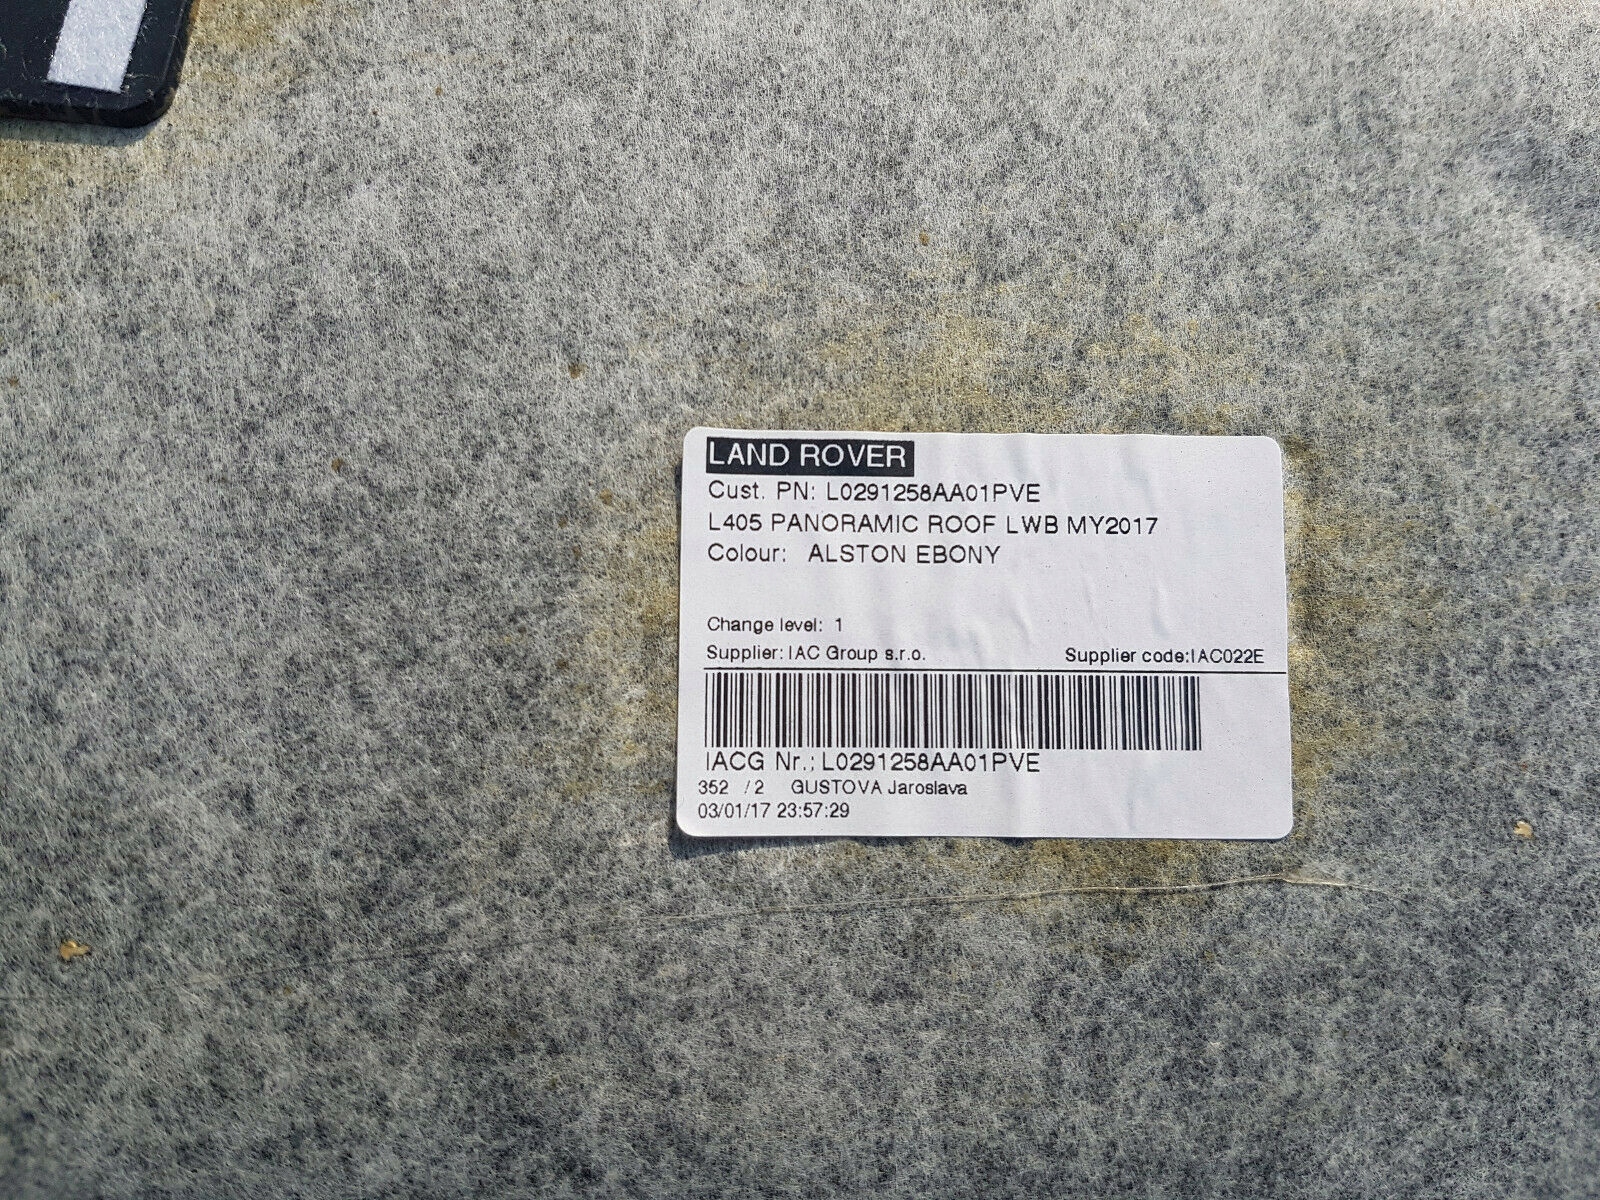 LAND ROVER
Cust. PN: L0291258AA01PVE
L405 PANORAMIC ROOF LWB MY2017
Colour: ALSTON EBONY
Change level: 1
Supplier: IAC Group s.r.o. Supplier code:IAC022E
IACG Nr.: L0291258AA01PVE
352 /2 GUSTOVA Jaroslava
03/01/17 23:57:29